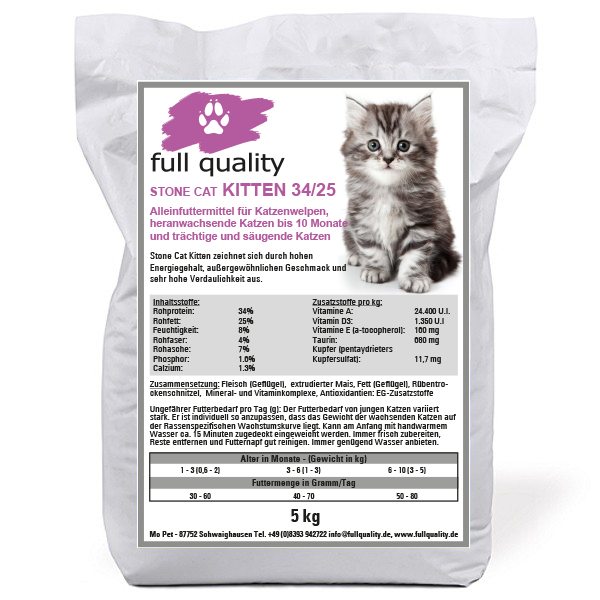 full quality
STONE CAT KITTEN 34/25
Alleinfuttermittel für Katzenwelpen,
heranwachsende Katzen bis 10 Monate
und trächtige und säugende Katzen
Stone Cat Kitten zeichnet sich durch hohen
Energiegehalt, außergewöhnlichen Geschmack und
sehr hohe Verdaulichkeit aus.
Inhaltsstoffe: Zusatzstoffe pro kg:
Rohprotein: 34% Vitamine A: 24.400 U.I.
Rohfett: 25% Vitamin D3: 1.350 U.I
Feuchtigkeit: 8% Vitamine E (a-tocopherol): 160 mg
Rohfaser: 4% Taurin: 680 mg
Rohasche: 7% Kupfer (pentaydrieters
Phosphor: 1.6% Kupfersulfat): 11,7 mg
Calzium: 1.3%
Zusammensetzung: Fleisch (Geflügel), extrudierter Mais, Fett (Geflügel), Rübentro-
ckenschnitzel, Mineral- und Vitaminkomplexe, Antioxidantien: EG-Zusatzstoffe
Ungefährer Futterbedarf pro Tag (g): Der Futterbedarf von jungen Katzen variiert
stark. Er ist individuell so anzupassen, dass das Gewicht der wachsenden Katzen auf
der Rassenspezifischen Wachstumskurve liegt. Kann am Anfang mit handwarmem
Wasser ca. 15 Minuten zugedeckt eingeweicht werden. Immer frisch zubereiten,
Reste entfernen und Futternapf gut reinigen. Immer genügend Wasser anbieten.
Alter in Monate - (Gewicht in kg)
1 - 3 (0,6 - 2) 3 - 6 (1 - 3) 6 - 10 (3 - 5)
Futtermenge in Gramm/Tag
30 - 60 40 - 70 50 - 80
5 kg
Mo Pet - 87752 Schwaighausen Tel. +49 (0)8393 942722 info@fullquality.de, www.fullquality.de